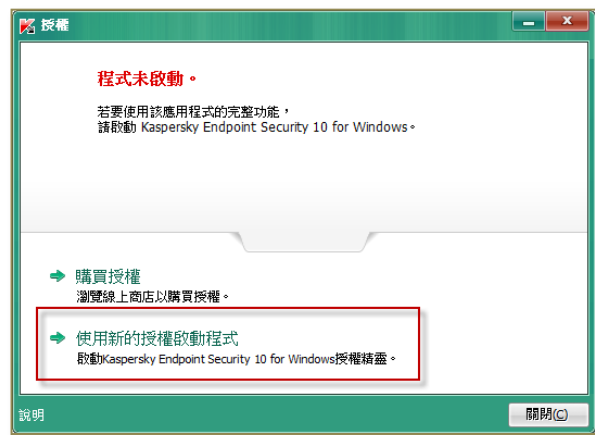 授權
程式未啟動。
若要使用該應用程式的完整功能，
請啟動 Kaspersky Endpoint Security 10 for Windows。
購買授權
瀏覽線上商店以購買授權。
使用新的授權啟動程式
啟動Kaspersky Endpoint Security 10 for Windows授權精靈。
說明
關閉(C)